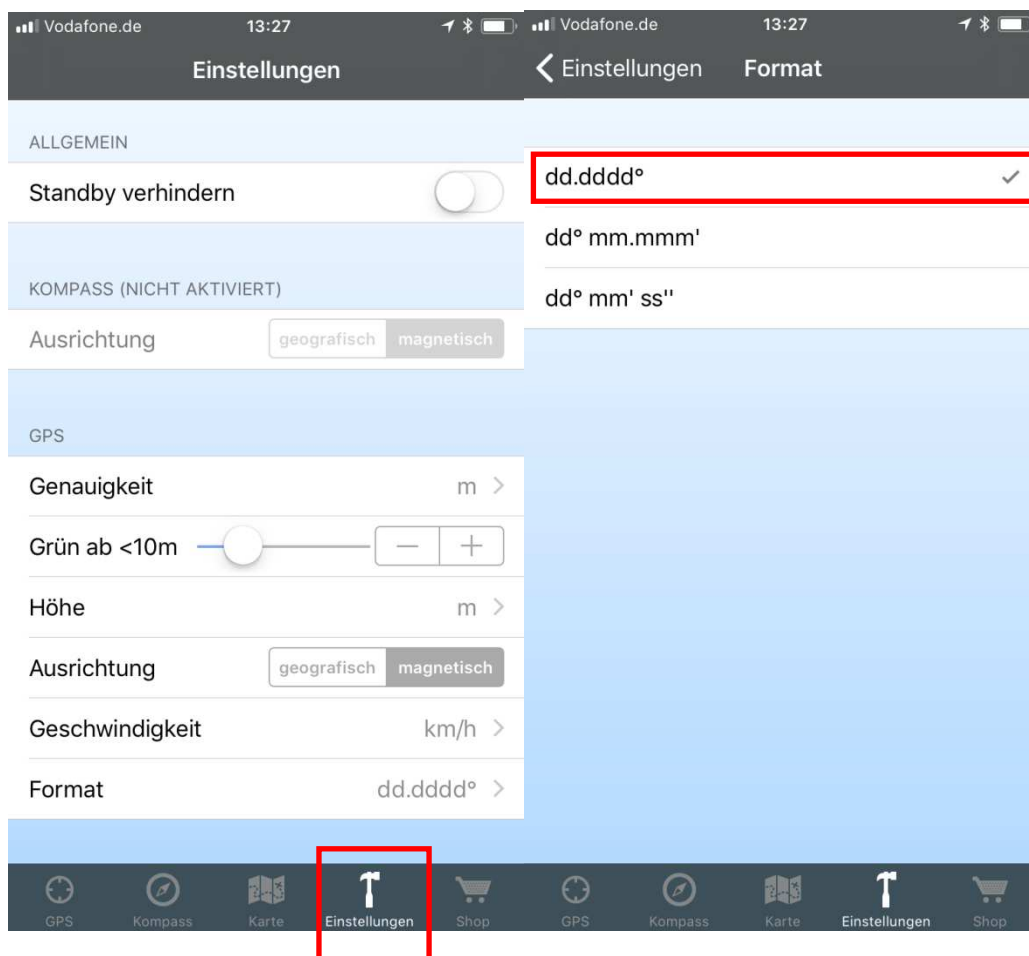 Vodafone.de 13:27
Einstellungen
ALLGEMEIN
Standby verhindern
KOMPASS (NICHT AKTIVIERT)
Ausrichtung geografisch magnetisch
GPS
Genauigkeit m
Grün ab <10m
Höhe m
Ausrichtung geografisch magnetisch
Geschwindigkeit km/h
Format dd.dddd°
GPS Kompass Karte Einstellungen Shop
Vodafone.de 13:27
Einstellungen Format
dd.dddd°
dd° mm.mmm'
dd° mm' ss''
GPS Kompass Karte Einstellungen Shop